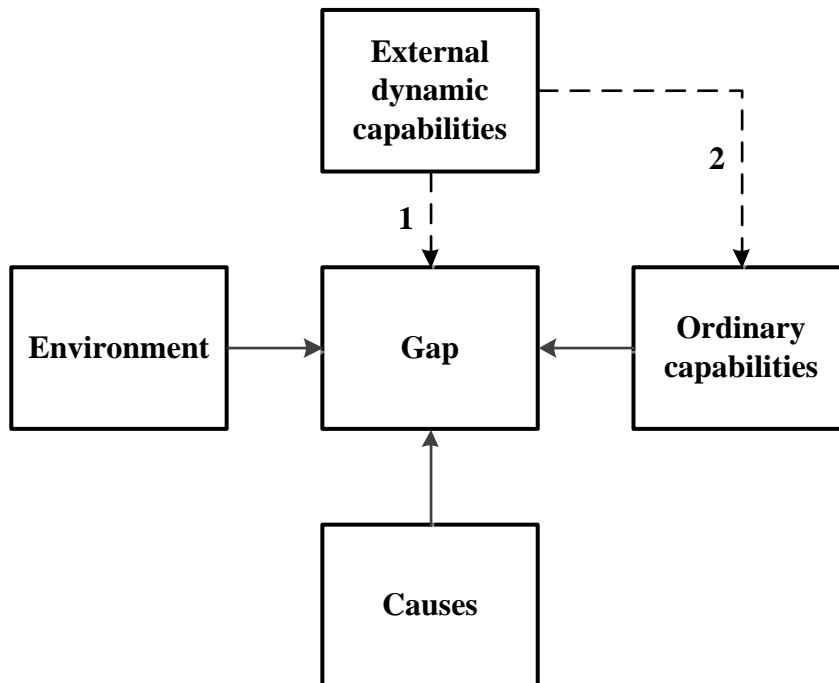 External
dynamic
capabilities
2
1
Environment
Gap
Ordinary
capabilities
Causes